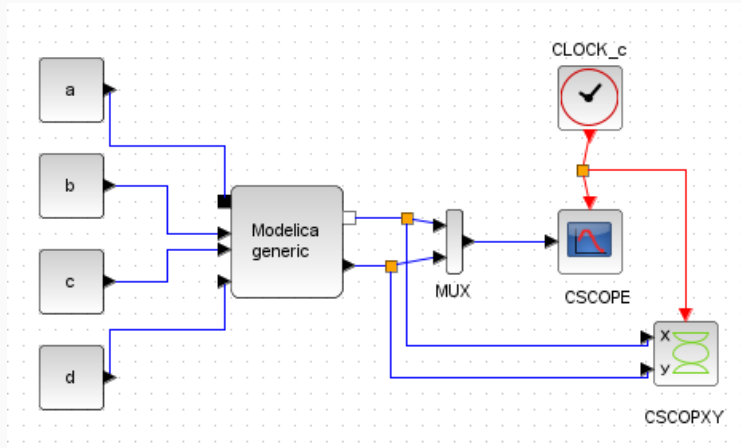 CLOCK_c
a
b
Modelica
generic
c
MUX
CSCOPE
X
d
y
CSCOPXY